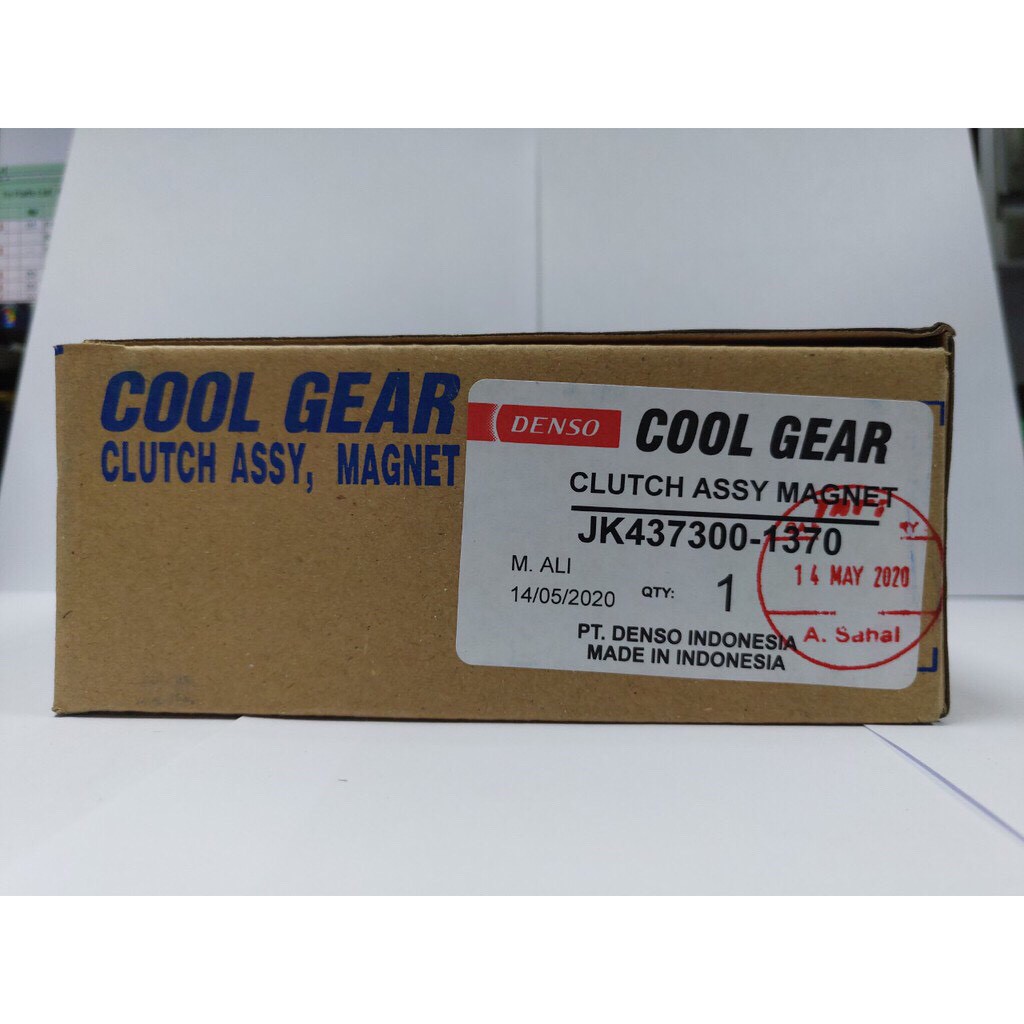 COOL GEAR
CLUTCH ASSY, MAGNET
DENSO
COOL GEAR
CLUTCH ASSY MAGNET
JK437300-1370
M. ALI
14/05/2020
QTY: 1
PT. DENSO INDONESIA
MADE IN INDONESIA
14 MAY 2020
A. Sahal